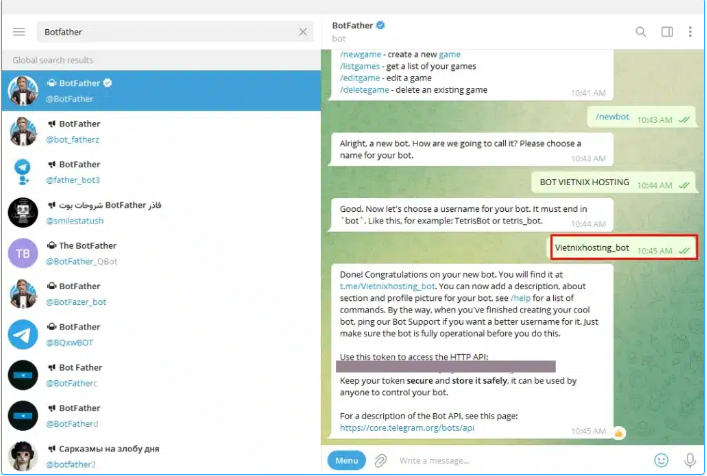 Botfather
Global search results
BotFather
@BotFather
BotFather
@bot_fatherz
BotFather
@father_bot3
فاذر شروحات بوت BotFather
@smilestatush
TB
The BotFather
@BotFather_QBot
BotFather
@BotFazer_bot
BotFather
@8QxwBOT
Bot Father
@BotFatherc
BotFather
@BotFatherd
Сарказмы на злобу дня
@botfather2
BotFather
bot
/newgame - create a new game
/listgames - get a list of your games
/editgame - edit a game
/deletegame - delete an existing game
10:41 AM
/newbot 10:43 AM
Alright, a new bot. How are we going to call it? Please choose a
name for your bot.
10:43 AM
BOT VIETNIX HOSTING 10:44 AM
Good. Now let's choose a username for your bot. It must end in
`bot`. Like this, for example: TetrisBot or tetris_bot.
10:44 AM
Vietnixhosting_bot 10:45 AM
Done! Congratulations on your new bot. You will find it at
t.me/Vietnixhosting_bot. You can now add a description, about
section and profile picture for your bot, see /help for a list of
commands. By the way, when you've finished creating your cool
bot, ping our Bot Support if you want a better username for it. Just
make sure the bot is fully operational before you do this.
Use this token to access the HTTP API:
Keep your token secure and store it safely, it can be used by
anyone to control your bot.
For a description of the Bot API, see this page:
https://core.telegram.org/bots/api
10:45 AM
Menu
Write a message...